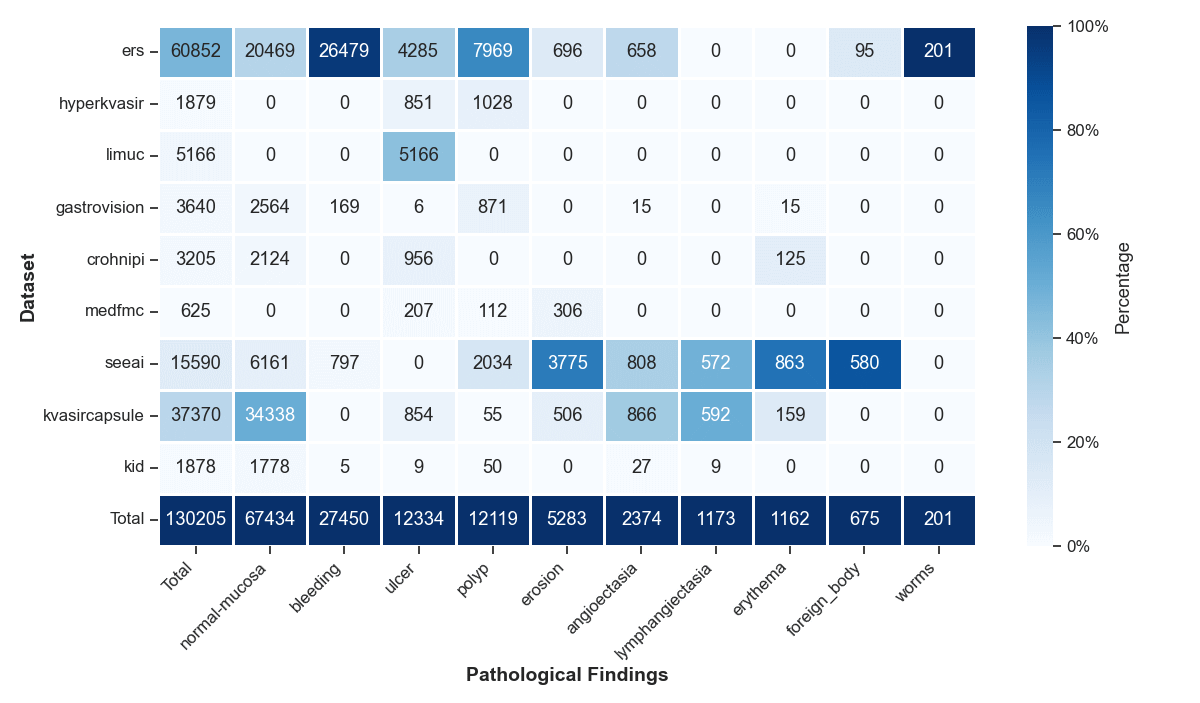 ers 60852 20469 26479 4285 7969 696 658 0 0 95 201
hyperkvasir 1879 0 0 851 1028 0 0 0 0 0 0
limuc 5166 0 0 5166 0 0 0 0 0 0 0
gastrovision 3640 2564 169 6 871 0 15 0 15 0 0
crohnipi 3205 2124 0 956 0 0 0 0 125 0 0
medfmc 625 0 0 207 112 306 0 0 0 0 0
seeai 15590 6161 797 0 2034 3775 808 572 863 580 0
kvasircapsule 37370 34338 0 854 55 506 866 592 159 0 0
kid 1878 1778 5 9 50 0 27 9 0 0 0
Total 130205 67434 27450 12334 12119 5283 2374 1173 1162 675 201
Total normal-mucosa bleeding ulcer polyp erosion angioectasia lymphangiectasia erythema foreign_body worms
Pathological Findings
Dataset
100%
80%
60%
40%
20%
0%
Percentage